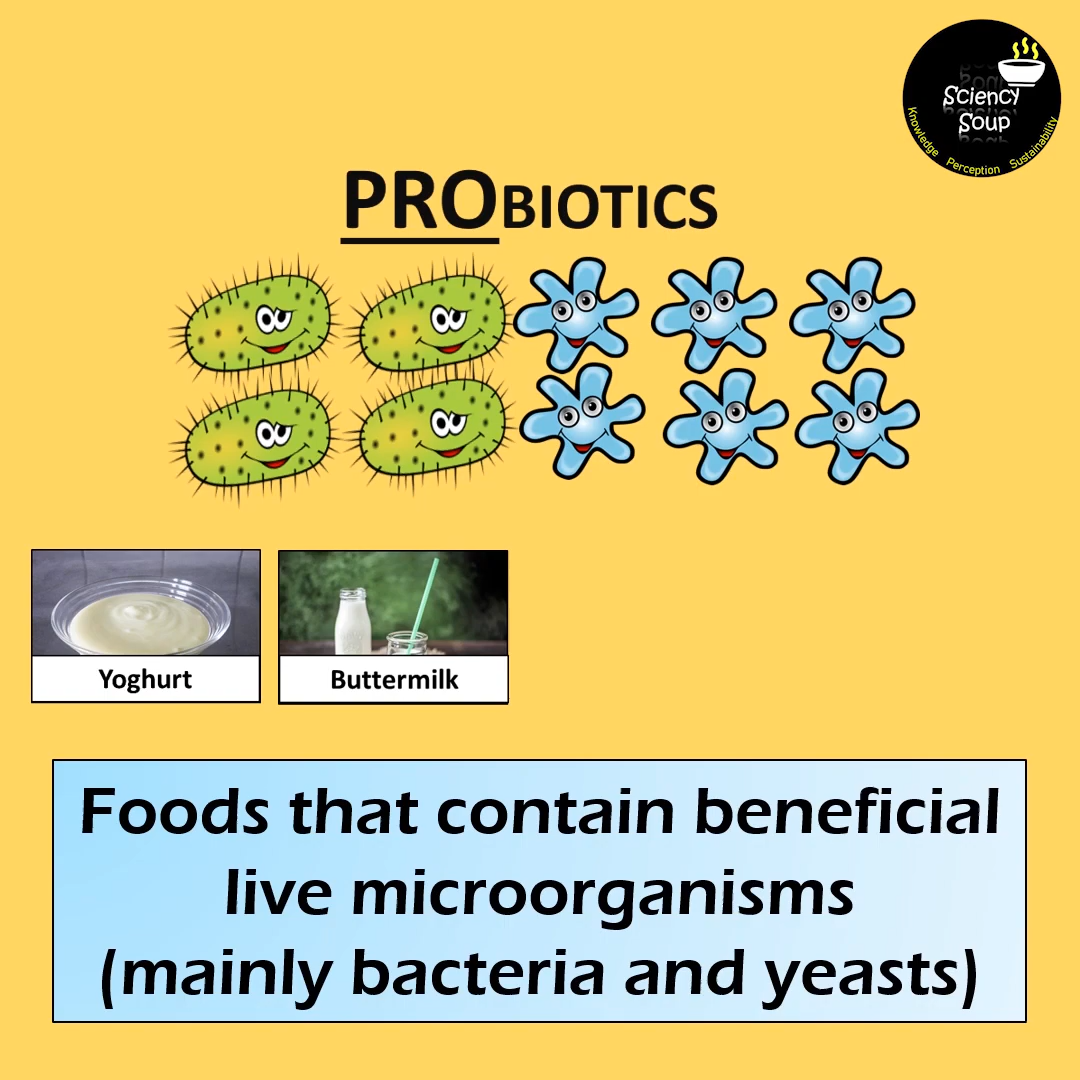 Sciency
Soup
Knowledge Perception Sustainability
PROBIOTICS
Yoghurt
Buttermilk
Foods that contain beneficial
live microorganisms
(mainly bacteria and yeasts)